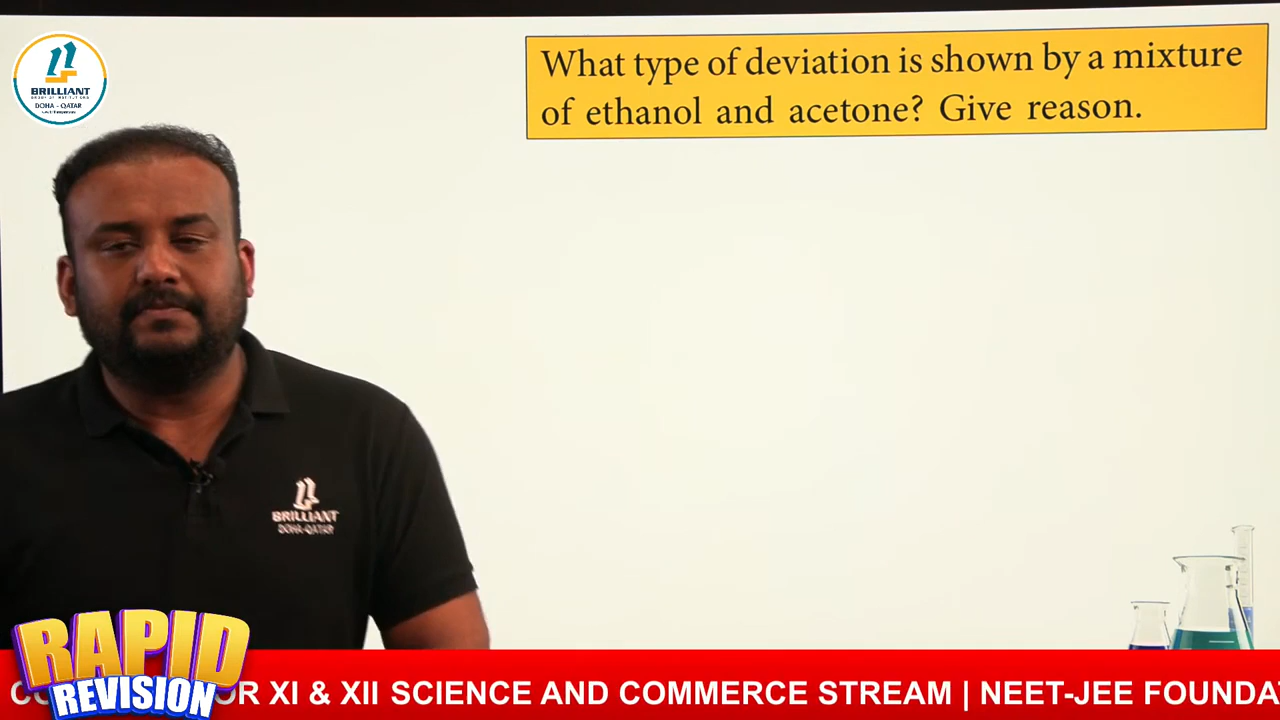 BRILLIANT
DOHA - QATAR
What type of deviation is shown by a mixture
of ethanol and acetone? Give reason.
BRILLIANT
DOHA-QATAR
RAPID
REVISION
OR XI & XII SCIENCE AND COMMERCE STREAM | NEET-JEE FOUNDA